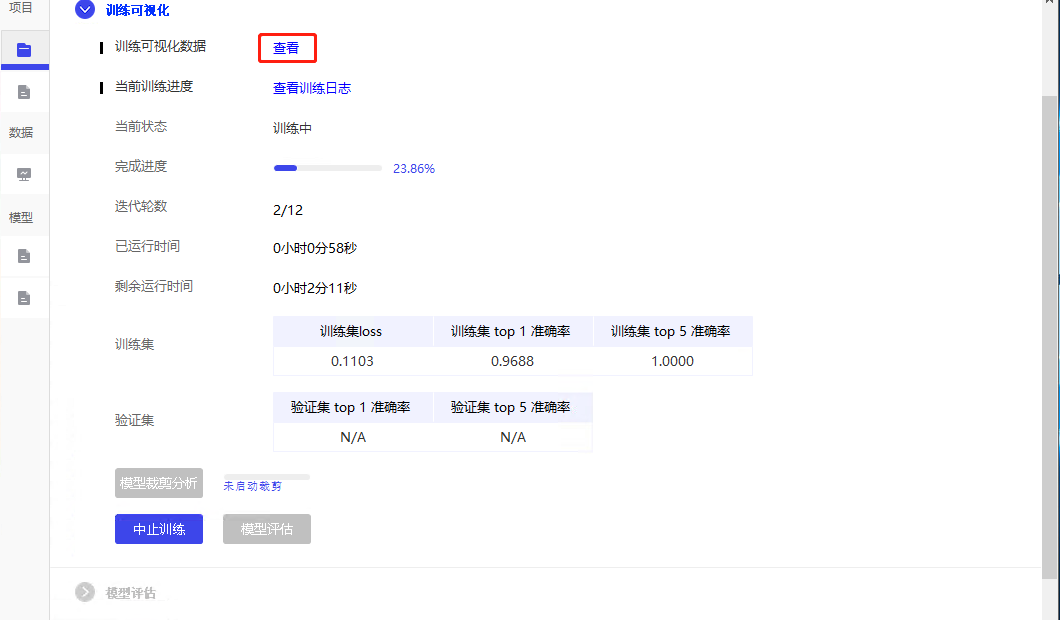 项目
数据
模型
训练可视化
训练可视化数据 查看
当前训练进度 查看训练日志
当前状态 训练中
完成进度 23.86%
迭代轮数 2/12
已运行时间 0小时0分58秒
剩余运行时间 0小时2分11秒
训练集 训练集loss 训练集 top 1 准确率 训练集 top 5 准确率
0.1103 0.9688 1.0000
验证集 验证集 top 1 准确率 验证集 top 5 准确率
N/A N/A
模型裁剪分析 未启动裁剪
中止训练 模型评估
模型评估